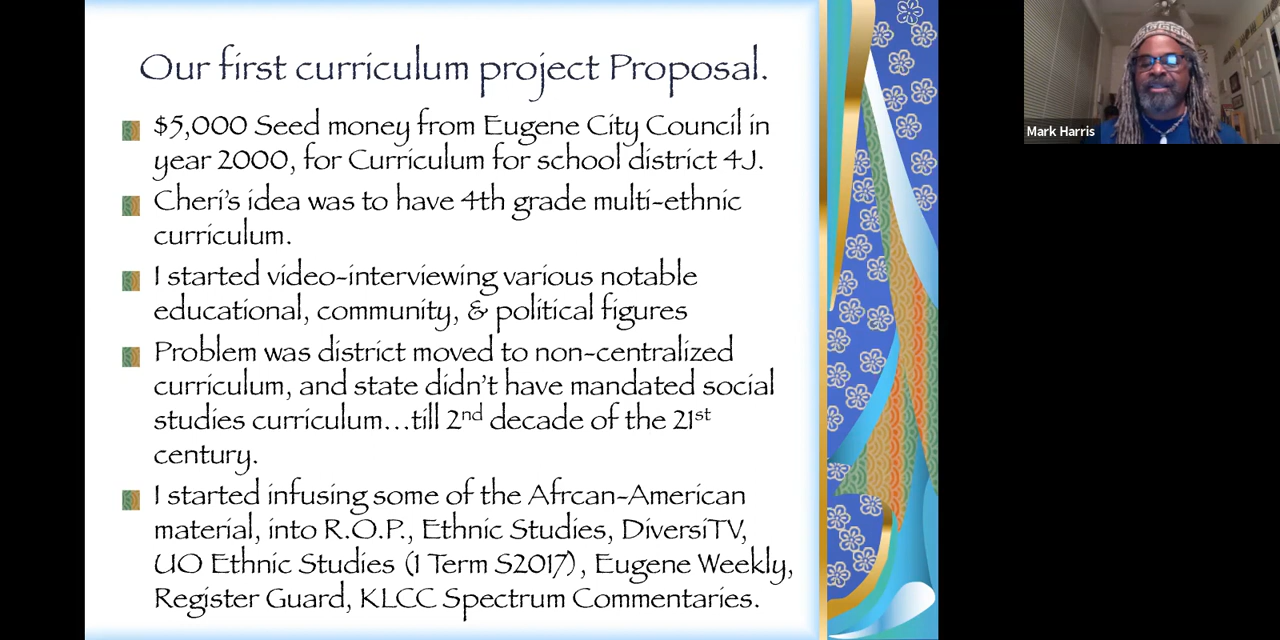 Our first curriculum project Proposal.
$5,000 Seed money from Eugene City Council in
year 2000, for Curriculum for school district 4J.
Cheri's idea was to have 4th grade multi-ethnic
curriculum.
I started video-interviewing various notable
educational, community, & political figures
Problem was district moved to non-centralized
curriculum, and state didn't have mandated social
studies curriculum...till 2nd decade of the 21st
century.
I started infusing some of the Afrcan-American
material, into R.O.P., Ethnic Studies, DiversiTV,
UO Ethnic Studies (1 Term S2017), Eugene Weekly,
Register Guard, KLCC Spectrum Commentaries.
Mark Harris